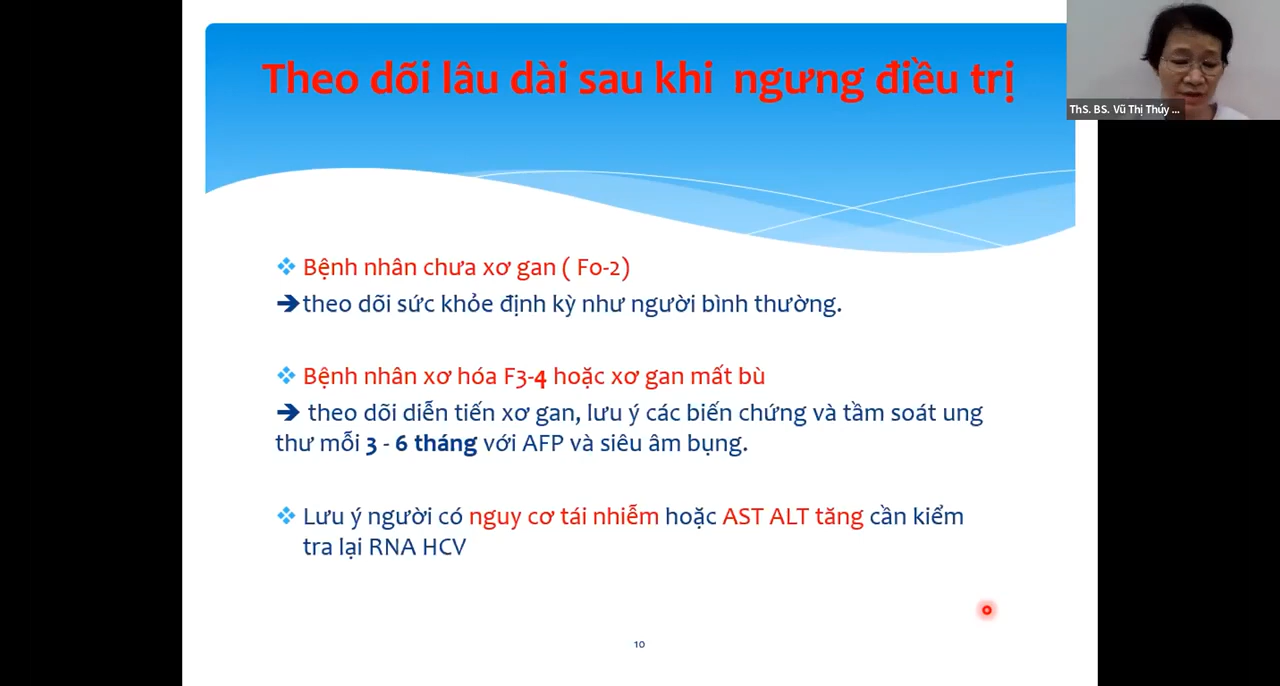 Theo dõi lâu dài sau khi ngưng điều trị
ThS. BS. Vũ Thị Thúy ...
❖ Bệnh nhân chưa xơ gan ( F0-2)
➔theo dõi sức khỏe định kỳ như người bình thường.
❖ Bệnh nhân xơ hóa F3-4 hoặc xơ gan mất bù
➔ theo dõi diễn tiến xơ gan, lưu ý các biến chứng và tầm soát ung
thư mỗi 3 - 6 tháng với AFP và siêu âm bụng.
❖ Lưu ý người có nguy cơ tái nhiễm hoặc AST ALT tăng cần kiểm
tra lại RNA HCV
10